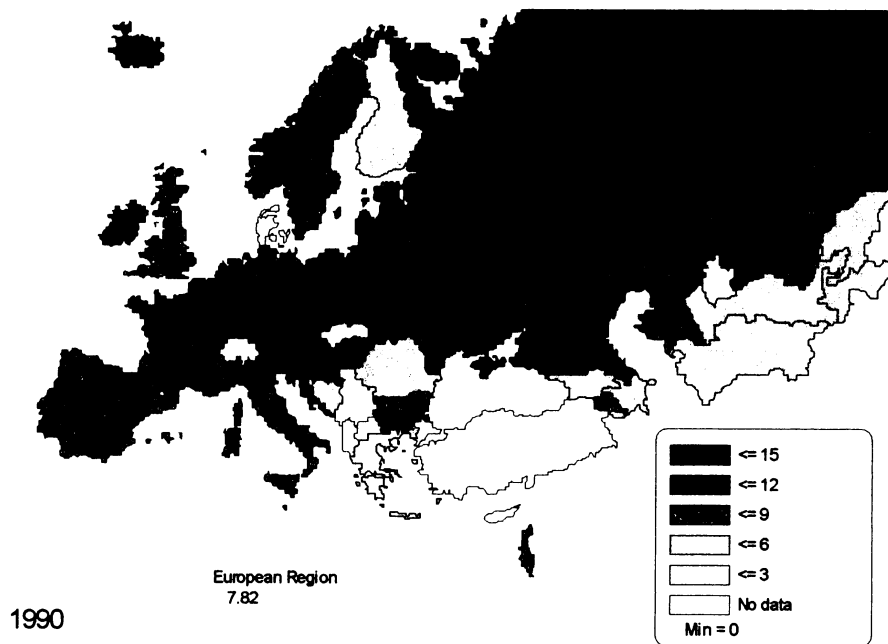 <= 15
<= 12
<= 9
<= 6
<= 3
No data
Min = 0
European Region
7.82
1990